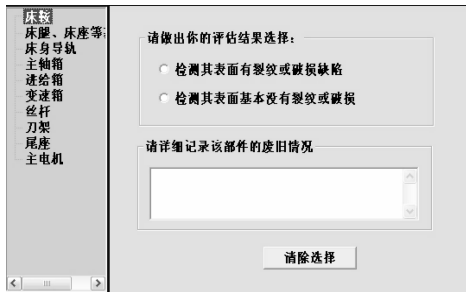 床腿、床座等
床身导轨
主轴箱
进给箱
变速箱
丝杆
刀架
尾座
主电机
请做出你的评估结果选择：
检测其表面有裂纹或破损缺陷
检测其表面基本没有裂纹或破损
请详细记录该部件的废旧情况
请除选择